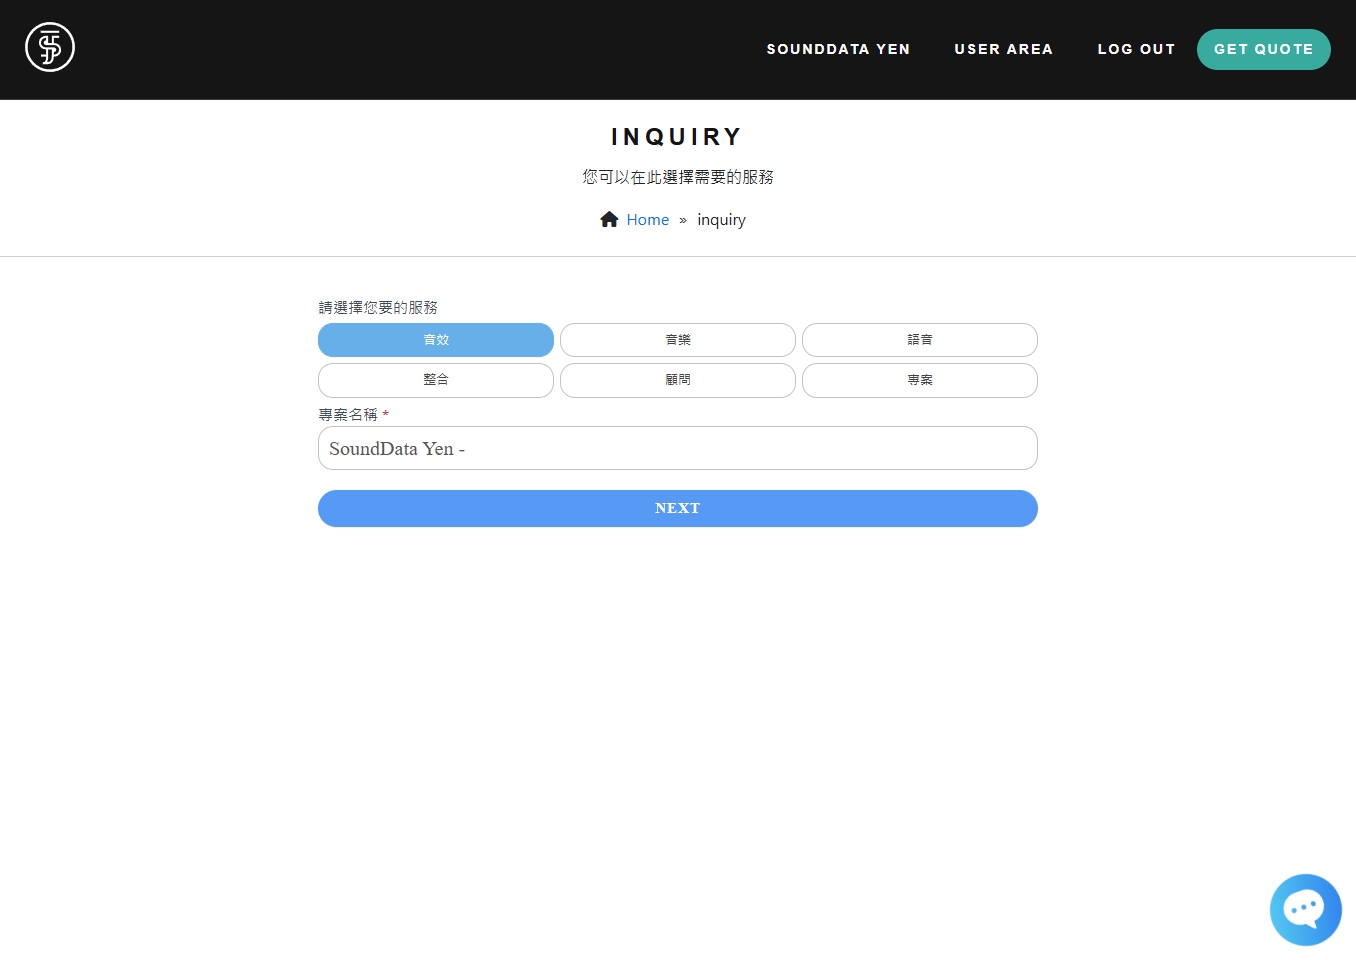 SOUNDDATA YEN USER AREA LOG OUT GET QUOTE
INQUIRY
您可以在此選擇需要的服務
Home » inquiry
請選擇您要的服務
音效 音樂 語音
整合 顧問 專案
專案名稱 *
SoundData Yen -
NEXT